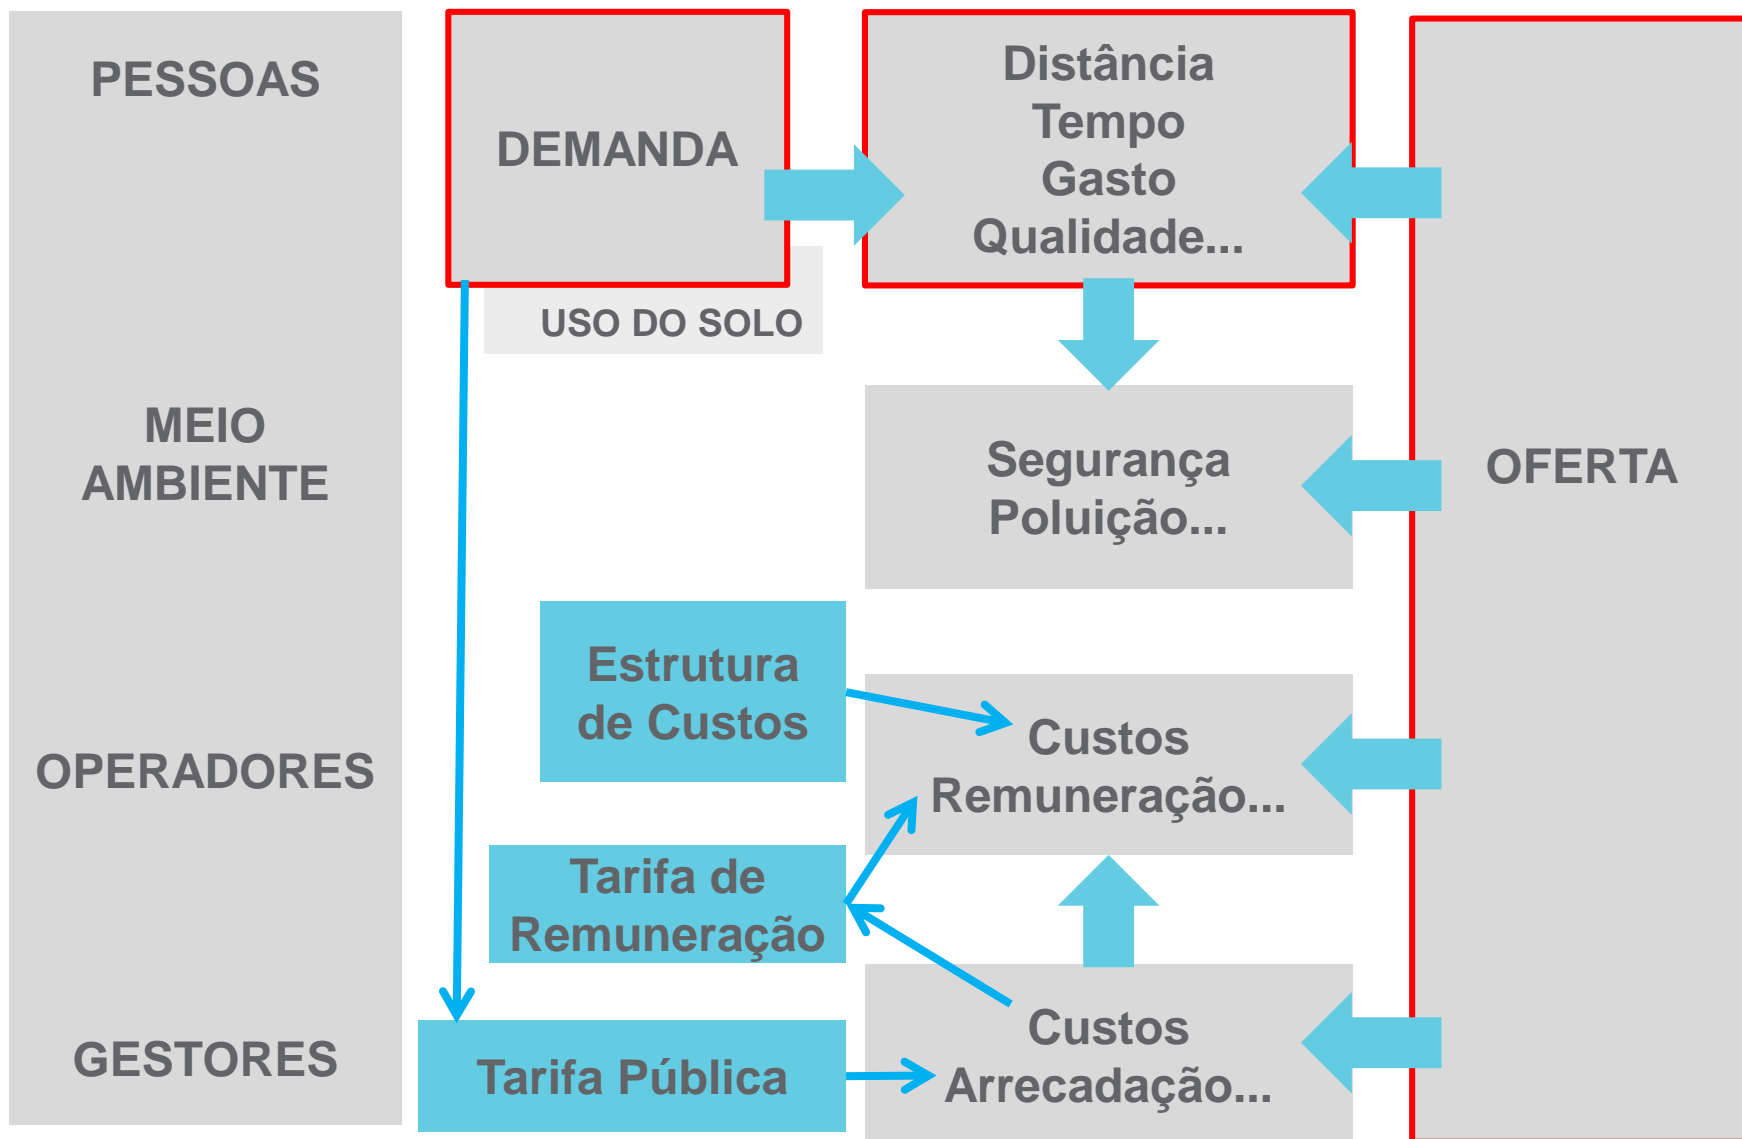 PESSOAS
MEIO
AMBIENTE
OPERADORES
GESTORES
DEMANDA
USO DO SOLO
Distância
Tempo
Gasto
Qualidade...
Segurança
Poluição...
Estrutura
de Custos
Custos
Remuneração...
Tarifa de
Remuneração
Tarifa Pública
Custos
Arrecadação...
OFERTA